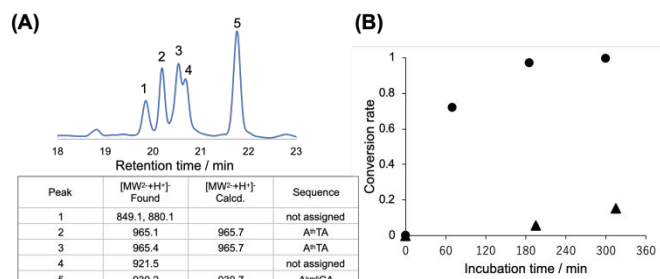 (A)
1
2
3
4
5
18 19 20 21 22 23
Retention time / min
Peak [MW²⁻+H⁺]⁻ Found [MW²⁻+H⁺]⁻ Calcd. Sequence
1 849.1, 880.1 not assigned
2 965.1 965.7 AᵗʰTA
3 965.4 965.7 AᵗʰTA
4 921.5 not assigned
(B)
Conversion rate
1
0.8
0.6
0.4
0.2
0
0 60 120 180 240 300 360
Incubation time / min